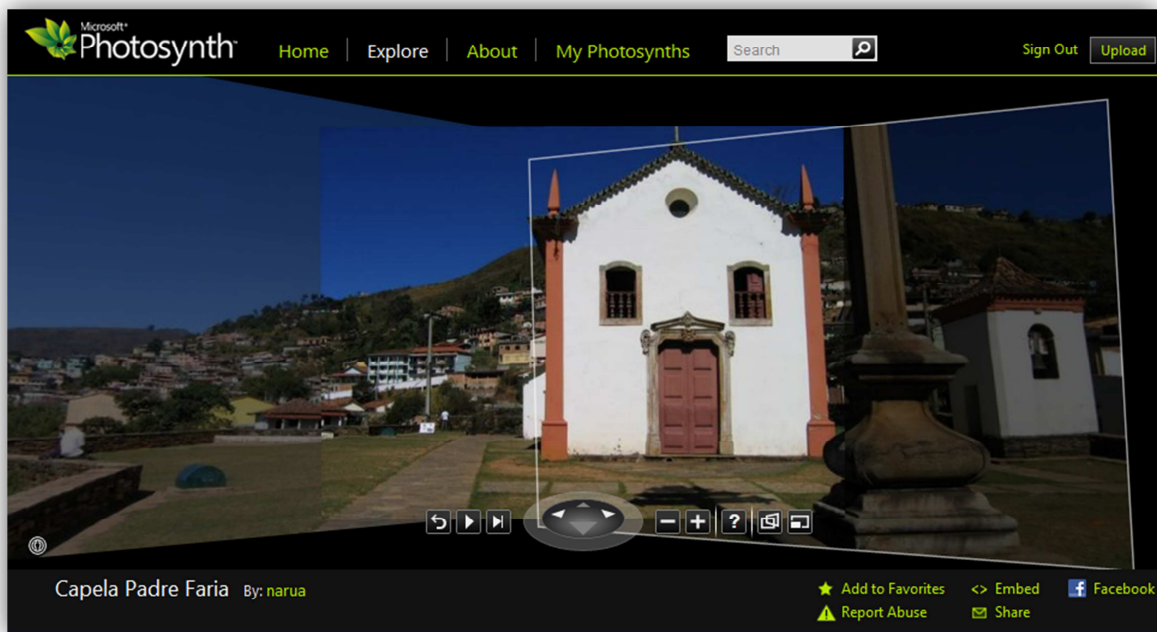 Microsoft®
Photosynth™
Home Explore About My Photosynths Search Sign Out Upload
?
Capela Padre Faria By: narua
Add to Favorites <> Embed Facebook
Report Abuse Share